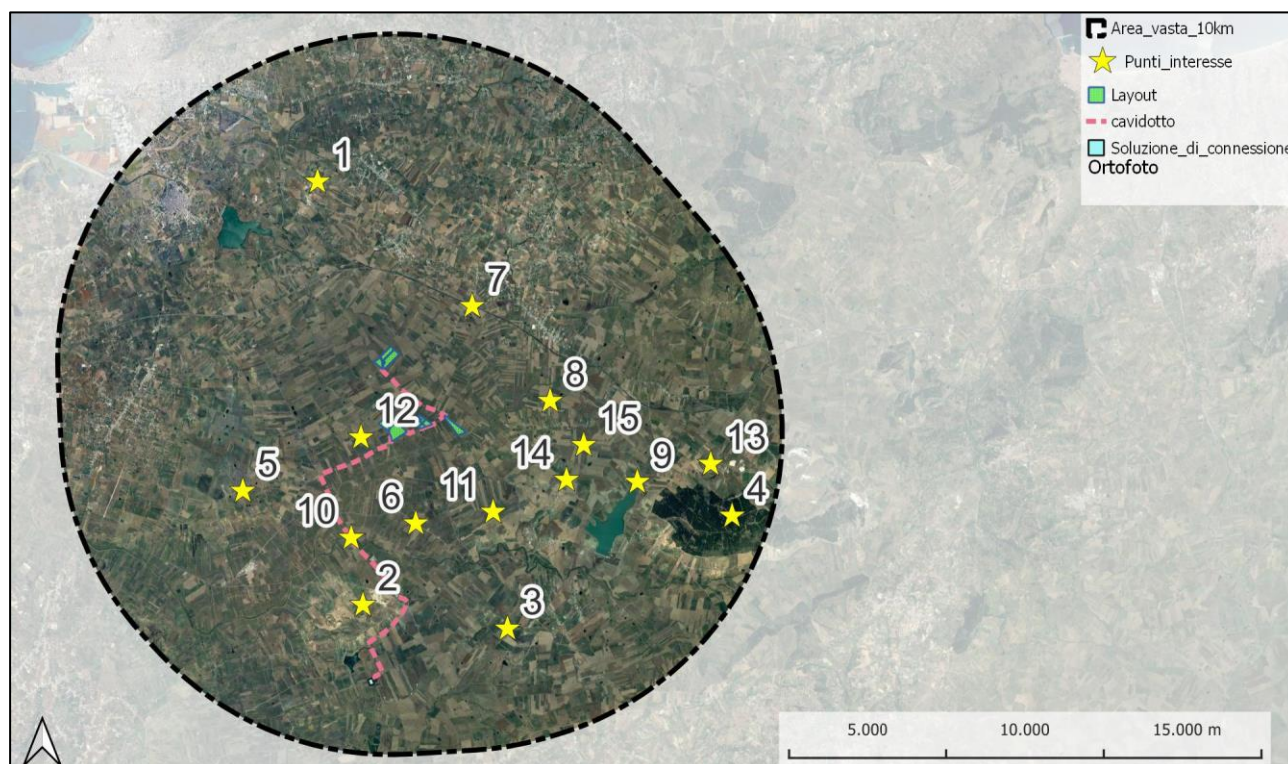 Area_vasta_10km
Punti_interesse
Layout
cavidotto
Soluzione_di_connessione
Ortofoto
1
7
8
12
15
13
5
14
9
4
11
10
6
2
3
5.000 10.000 15.000 m